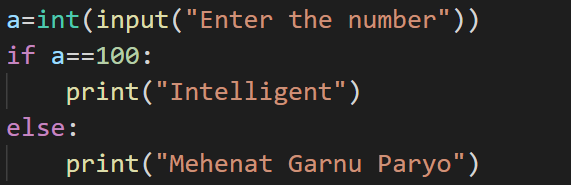 a=int(input("Enter the number"))
if a==100:
    print("Intelligent")
else:
    print("Mehenat Garnu Paryo")